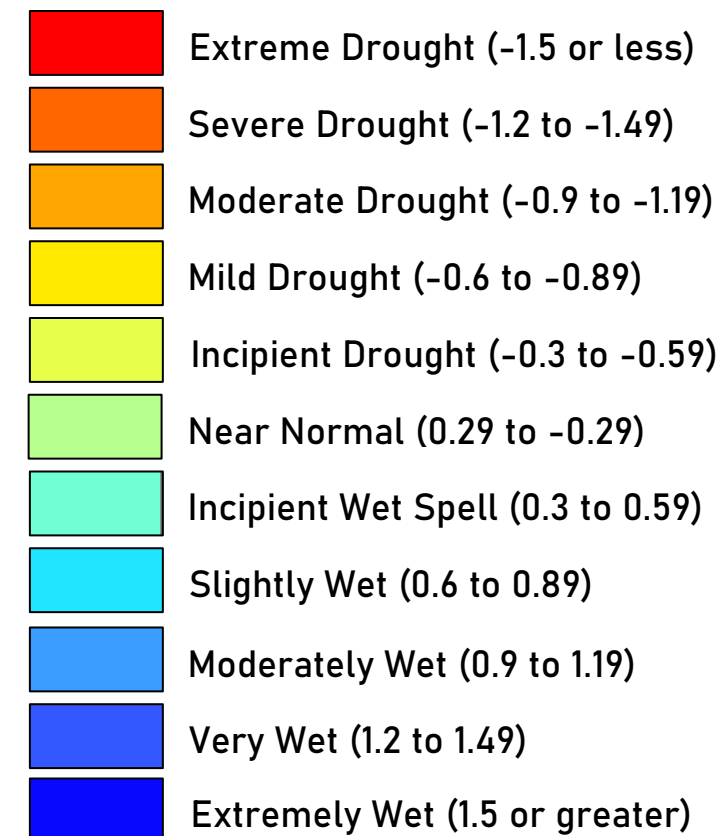 Extreme Drought (-1.5 or less)
Severe Drought (-1.2 to -1.49)
Moderate Drought (-0.9 to -1.19)
Mild Drought (-0.6 to -0.89)
Incipient Drought (-0.3 to -0.59)
Near Normal (0.29 to -0.29)
Incipient Wet Spell (0.3 to 0.59)
Slightly Wet (0.6 to 0.89)
Moderately Wet (0.9 to 1.19)
Very Wet (1.2 to 1.49)
Extremely Wet (1.5 or greater)